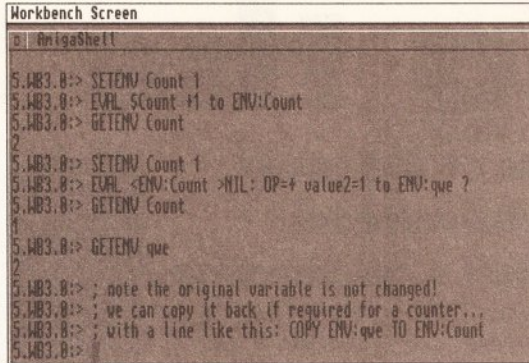 Workbench Screen
AmigaShell
5.WB3.0:> SETENV Count 1
5.WB3.0:> EVAL $Count +1 to ENV:Count
5.WB3.0:> GETENV Count
2
5.WB3.0:> SETENV Count 1
5.WB3.0:> EVAL <ENV:Count >NIL: OP=+ value2=1 to ENV:qwe ?
5.WB3.0:> GETENV Count
1
5.WB3.0:> GETENV qwe
2
5.WB3.0:> ; note the original variable is not changed!
5.WB3.0:> ; we can copy it back if required for a counter...
5.WB3.0:> ; with a line like this: COPY ENV:qwe TO ENV:Count
5.WB3.0:>